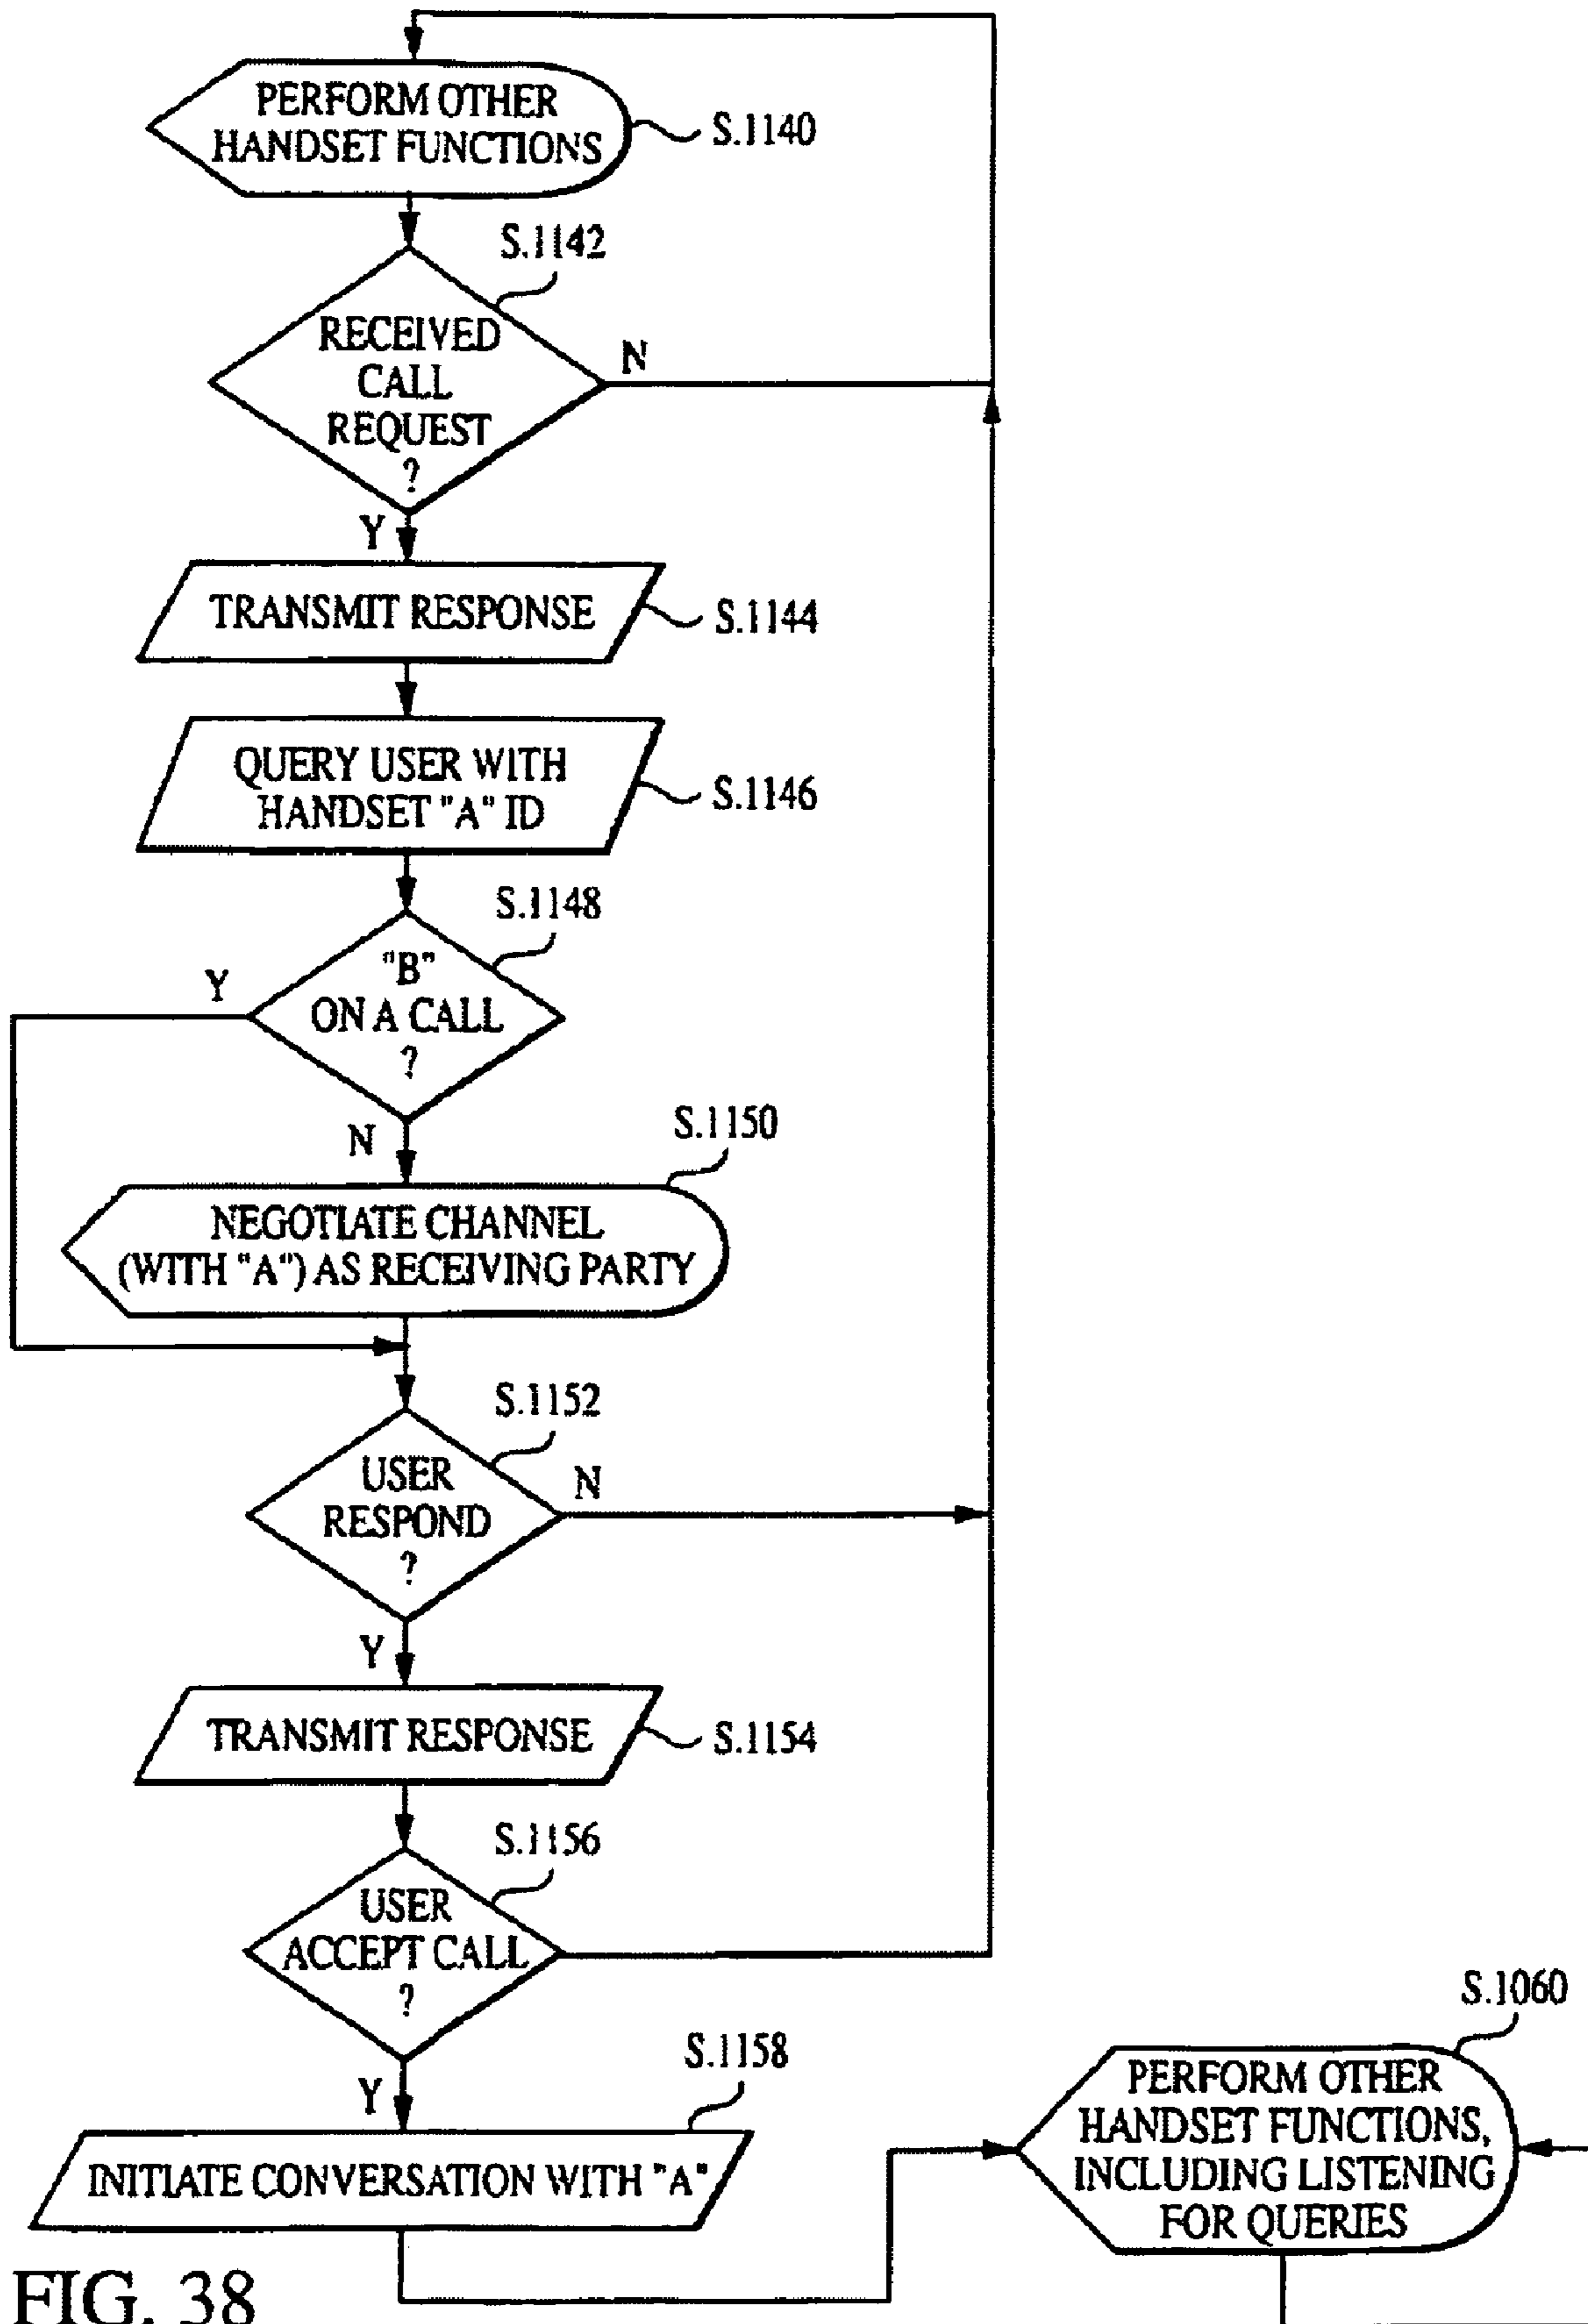 PERFORM OTHER
HANDSET FUNCTIONS
S.1140
S.1142
RECEIVED
CALL
REQUEST
?
N
Y
TRANSMIT RESPONSE
S.1144
QUERY USER WITH
HANDSET "A" ID
S.1146
S.1148
"B"
ON A CALL
?
Y
N
S.1150
NEGOTIATE CHANNEL
(WITH "A") AS RECEIVING PARTY
S.1152
USER
RESPOND
?
N
Y
TRANSMIT RESPONSE
S.1154
S.1156
USER
ACCEPT CALL
?
Y
S.1158
INITIATE CONVERSATION WITH "A"
S.1060
PERFORM OTHER
HANDSET FUNCTIONS,
INCLUDING LISTENING
FOR QUERIES
FIG. 38